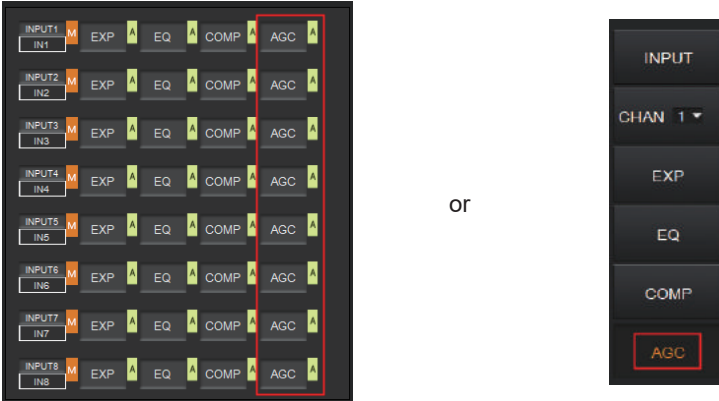 INPUT1 M EXP A EQ A COMP A AGC A
IN1
INPUT2 M EXP A EQ A COMP A AGC A
IN2
INPUT3 M EXP A EQ A COMP A AGC A
IN3
INPUT4 M EXP A EQ A COMP A AGC A
IN4
INPUT5 M EXP A EQ A COMP A AGC A
IN5
INPUT6 M EXP A EQ A COMP A AGC A
IN6
INPUT7 M EXP A EQ A COMP A AGC A
IN7
INPUT8 M EXP A EQ A COMP A AGC A
IN8
or
INPUT
CHAN 1
EXP
EQ
COMP
AGC